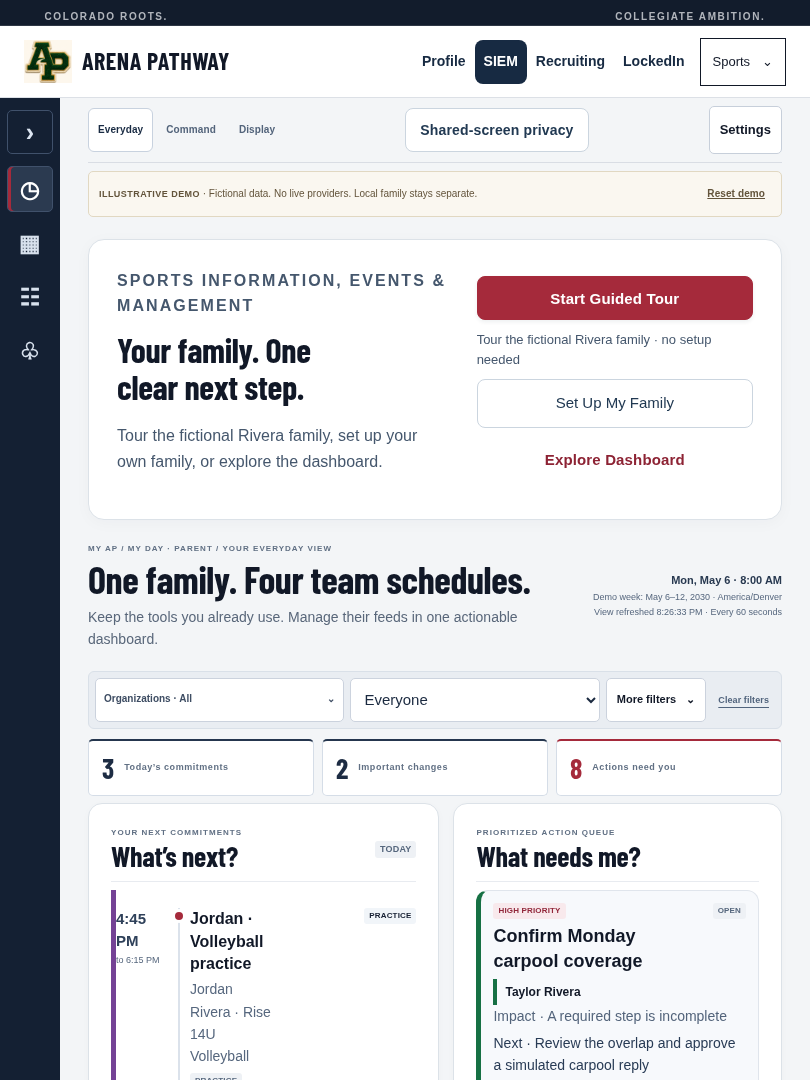 COLORADO ROOTS.
COLLEGIATE AMBITION.
AP
ARENA PATHWAY
Profile
SIEM
Recruiting
LockedIn
Sports
Everyday
Command
Display
Shared-screen privacy
Settings
ILLUSTRATIVE DEMO · Fictional data. No live providers. Local family stays separate.
Reset demo
SPORTS INFORMATION, EVENTS &
MANAGEMENT
Your family. One
clear next step.
Tour the fictional Rivera family, set up your
own family, or explore the dashboard.
Start Guided Tour
Tour the fictional Rivera family · no setup
needed
Set Up My Family
Explore Dashboard
MY AP / MY DAY · PARENT / YOUR EVERYDAY VIEW
One family. Four team schedules.
Keep the tools you already use. Manage their feeds in one actionable
dashboard.
Mon, May 6 · 8:00 AM
Demo week: May 6–12, 2030 · America/Denver
View refreshed 8:26:33 PM · Every 60 seconds
Organizations · All
Everyone
More filters
Clear filters
3 Today's commitments
2 Important changes
8 Actions need you
YOUR NEXT COMMITMENTS
What's next?
TODAY
4:45
PM
to 6:15 PM
Jordan ·
Volleyball
practice
PRACTICE
Jordan
Rivera · Rise
14U
Volleyball
PRACTICE
PRIORITIZED ACTION QUEUE
What needs me?
HIGH PRIORITY
OPEN
Confirm Monday
carpool coverage
Taylor Rivera
Impact · A required step is incomplete
Next · Review the overlap and approve
a simulated carpool reply